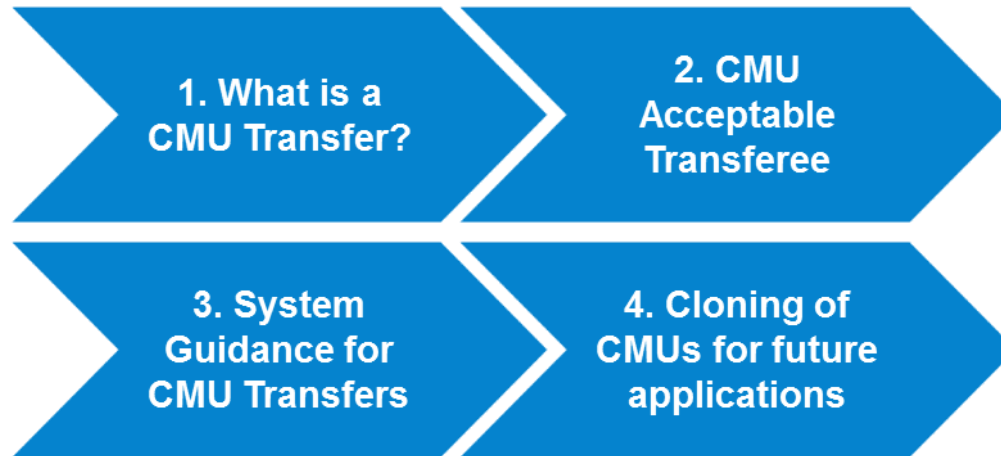 1. What is a
CMU Transfer?
2. CMU
Acceptable
Transferee
3. System
Guidance for
CMU Transfers
4. Cloning of
CMUs for future
applications